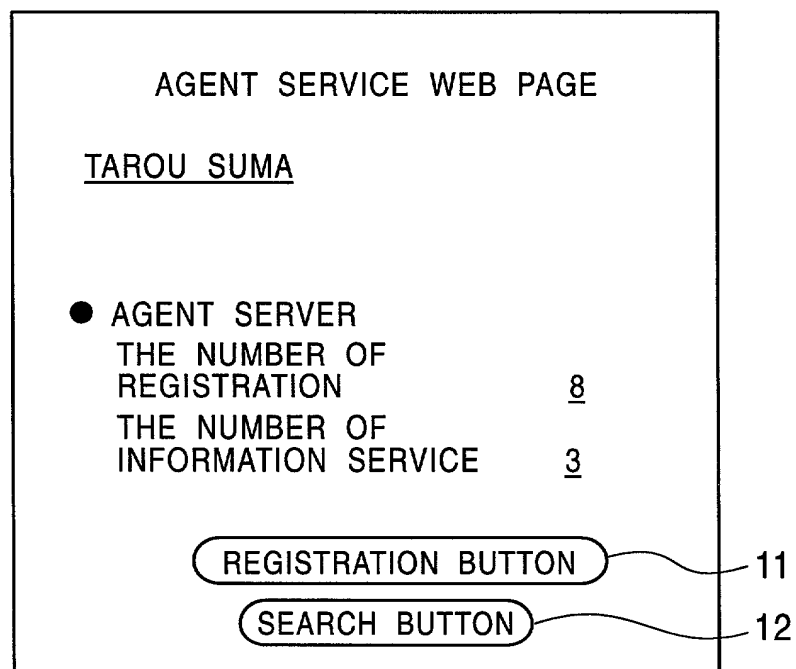 AGENT SERVICE WEB PAGE
TAROU SUMA
● AGENT SERVER
THE NUMBER OF
REGISTRATION 8
THE NUMBER OF
INFORMATION SERVICE 3
REGISTRATION BUTTON 11
SEARCH BUTTON 12